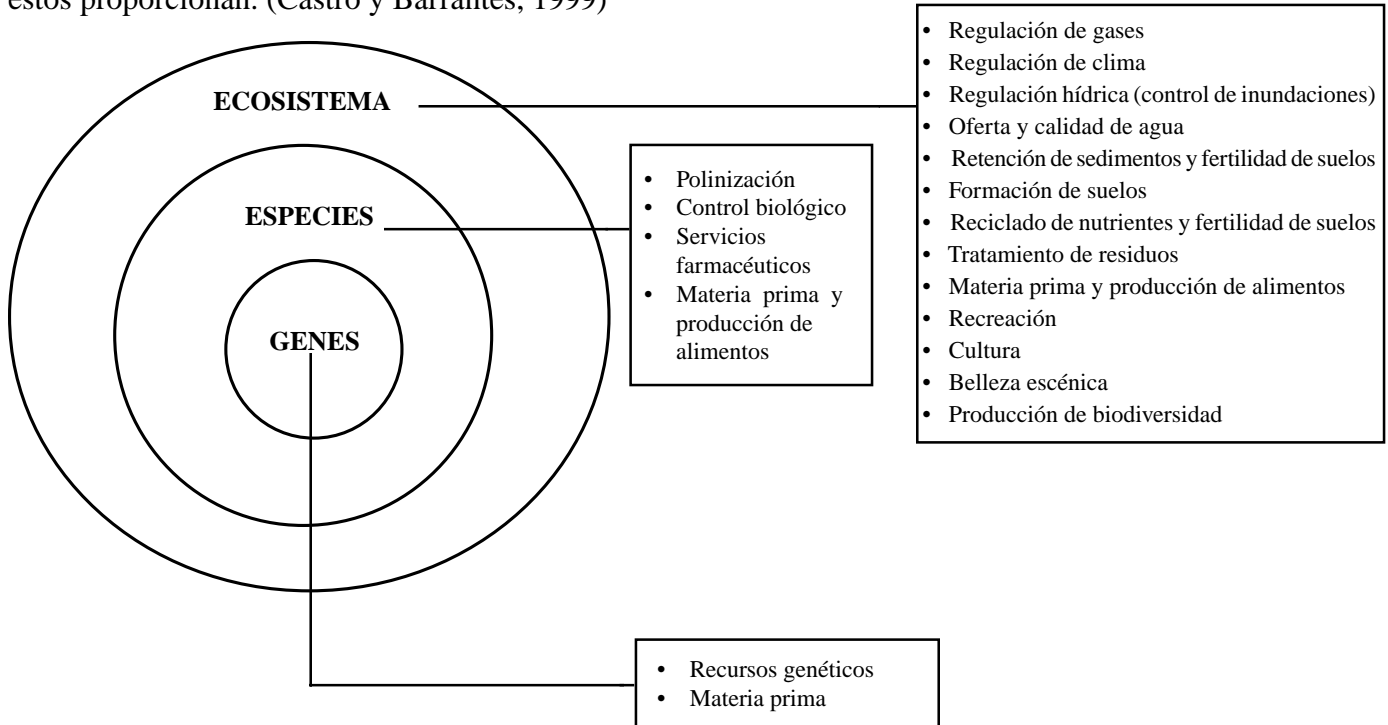 estos proporcionan. (Castro y Barrantes, 1999)
ECOSISTEMA
• Regulación de gases
• Regulación de clima
• Regulación hídrica (control de inundaciones)
• Oferta y calidad de agua
• Retención de sedimentos y fertilidad de suelos
• Formación de suelos
• Reciclado de nutrientes y fertilidad de suelos
• Tratamiento de residuos
• Materia prima y producción de alimentos
• Recreación
• Cultura
• Belleza escénica
• Producción de biodiversidad
ESPECIES
• Polinización
• Control biológico
• Servicios
farmacéuticos
• Materia prima y
producción de
alimentos
GENES
• Recursos genéticos
• Materia prima